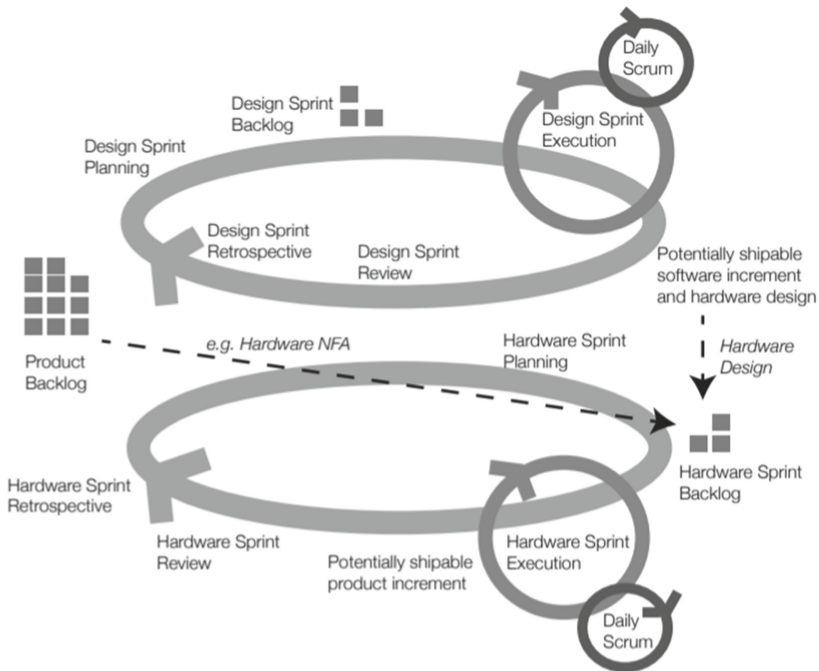 Daily
Scrum
Design Sprint
Backlog
Design Sprint
Execution
Design Sprint
Planning
Design Sprint
Retrospective
Design Sprint
Review
Potentially shipable
software increment
and hardware design
e.g. Hardware NFA
Hardware Sprint
Planning
Hardware
Design
Product
Backlog
Hardware Sprint
Backlog
Hardware Sprint
Retrospective
Hardware Sprint
Review
Potentially shipable
product increment
Hardware Sprint
Execution
Daily
Scrum